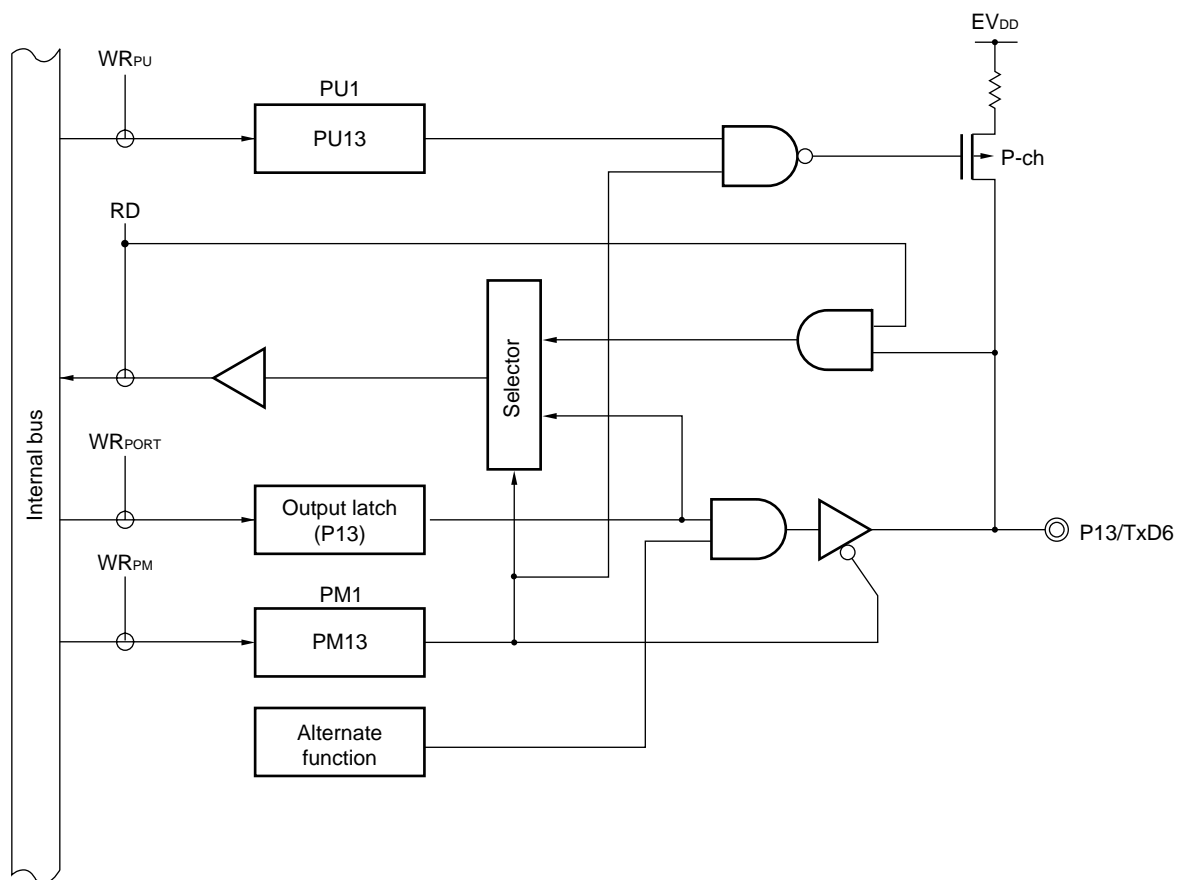 EVDD
WRPU
PU1
PU13
P-ch
RD
Selector
Internal bus
WRPORT
Output latch
(P13)
P13/TxD6
WRPM
PM1
PM13
Alternate
function